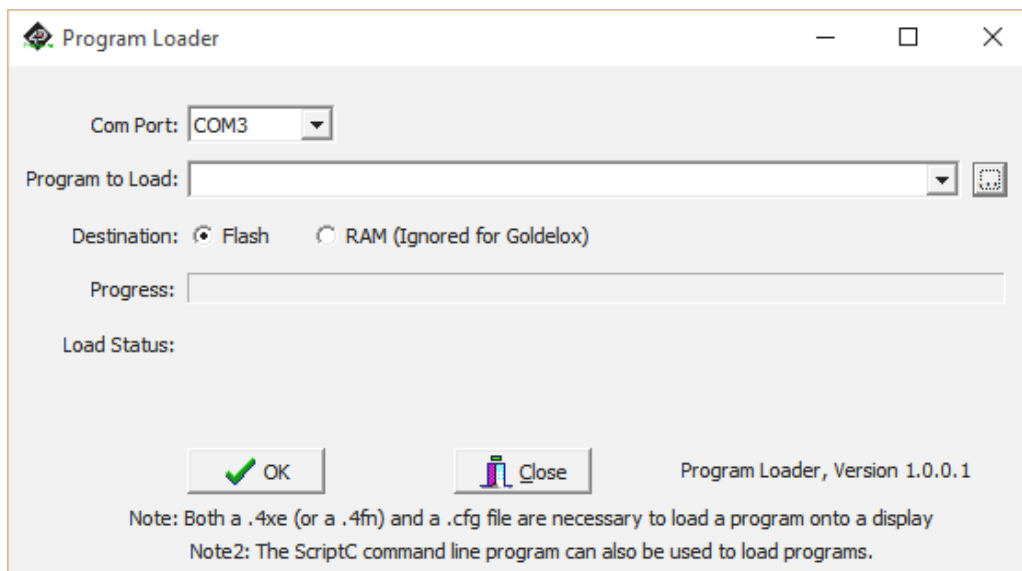 Program Loader
Com Port: COM3
Program to Load:
Destination: Flash RAM (Ignored for Goldelox)
Progress:
Load Status:
OK Close Program Loader, Version 1.0.0.1
Note: Both a .4xe (or a .4fn) and a .cfg file are necessary to load a program onto a display
Note2: The ScriptC command line program can also be used to load programs.